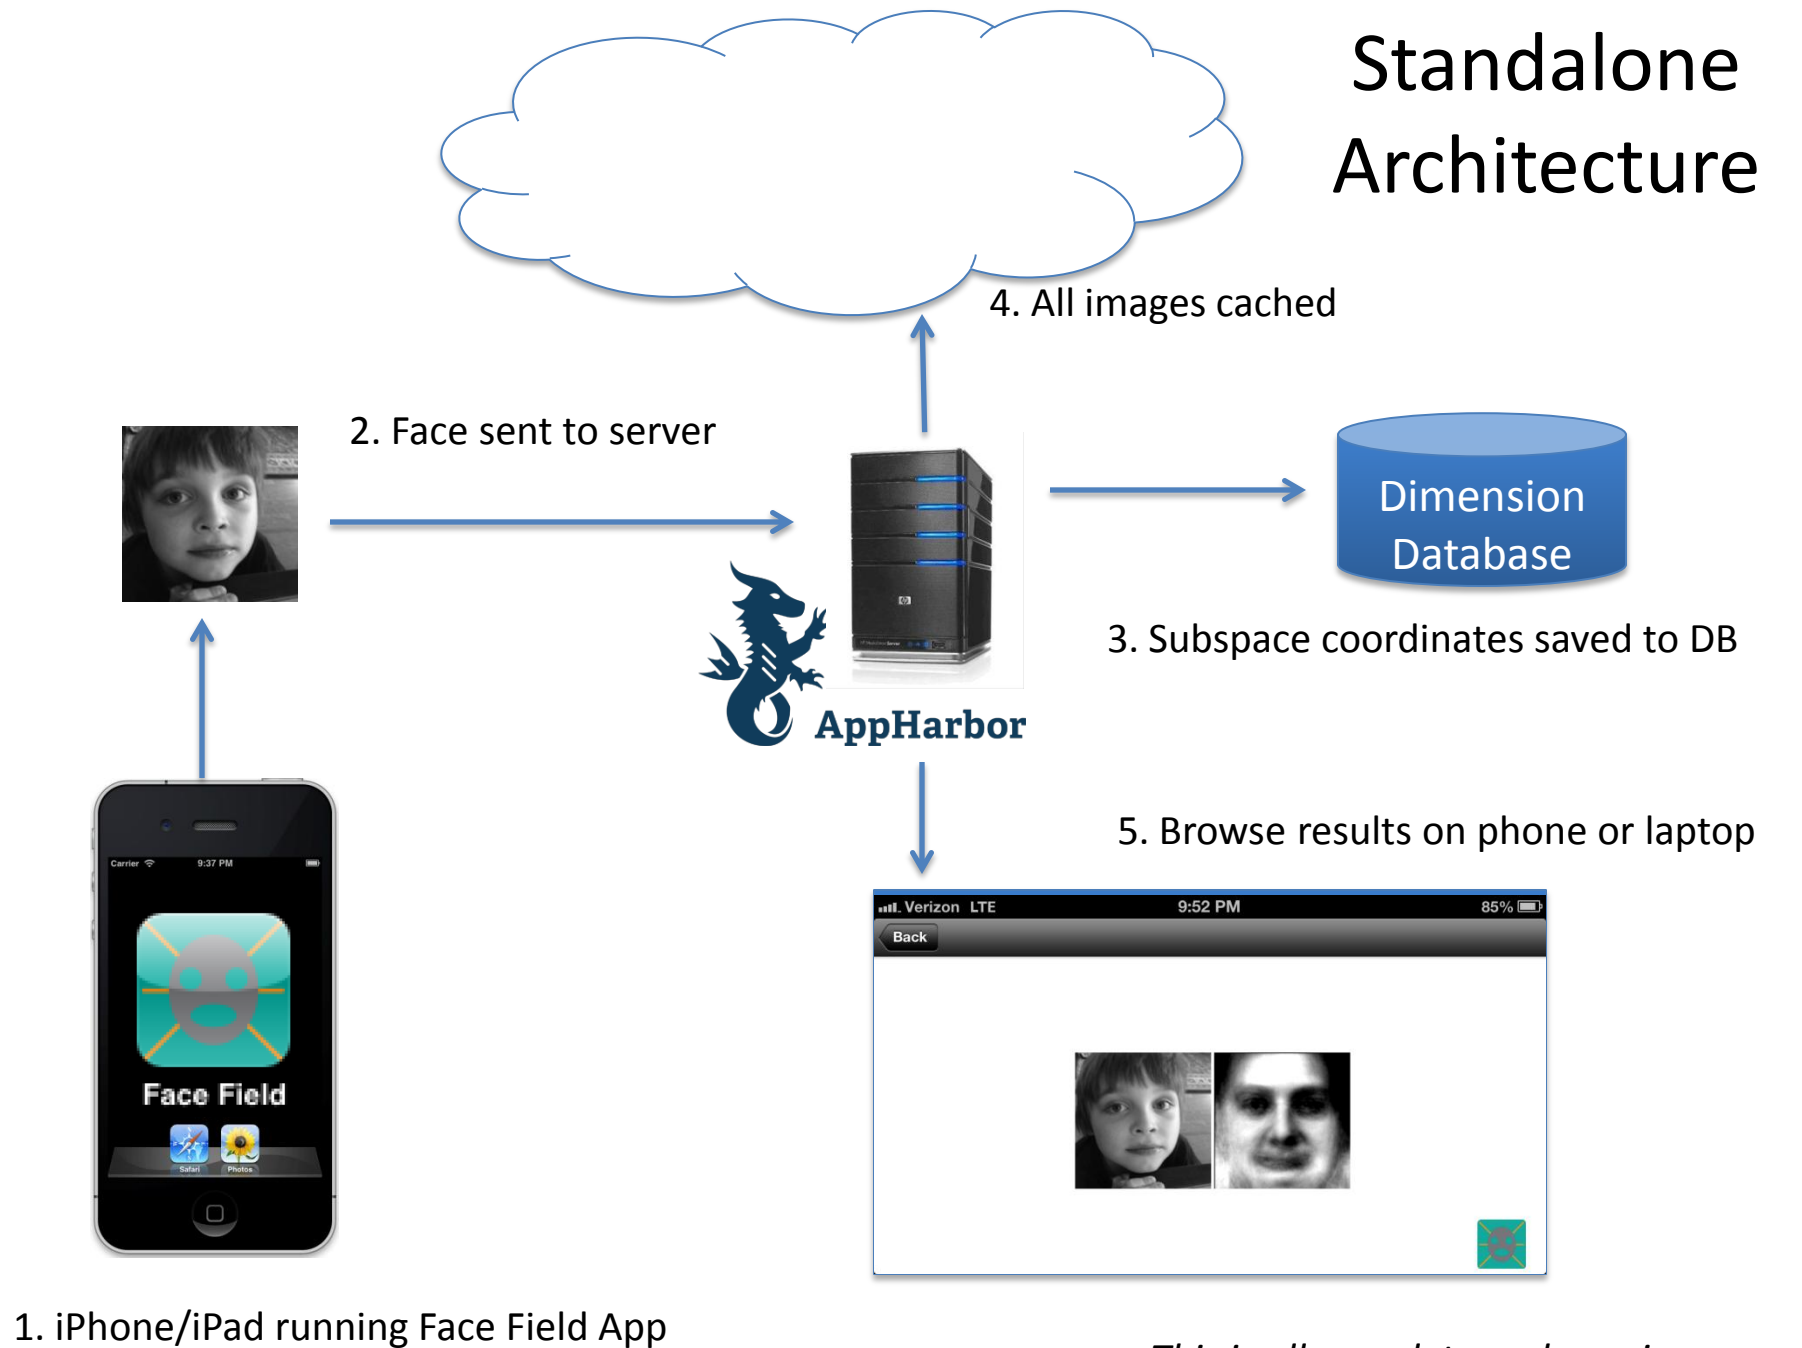 Standalone
Architecture
4. All images cached
2. Face sent to server
Dimension
Database
3. Subspace coordinates saved to DB
AppHarbor
5. Browse results on phone or laptop
Carrier 9:37 PM
Face Field
Safari Photos
Verizon LTE 9:52 PM 85%
Back
1. iPhone/iPad running Face Field App